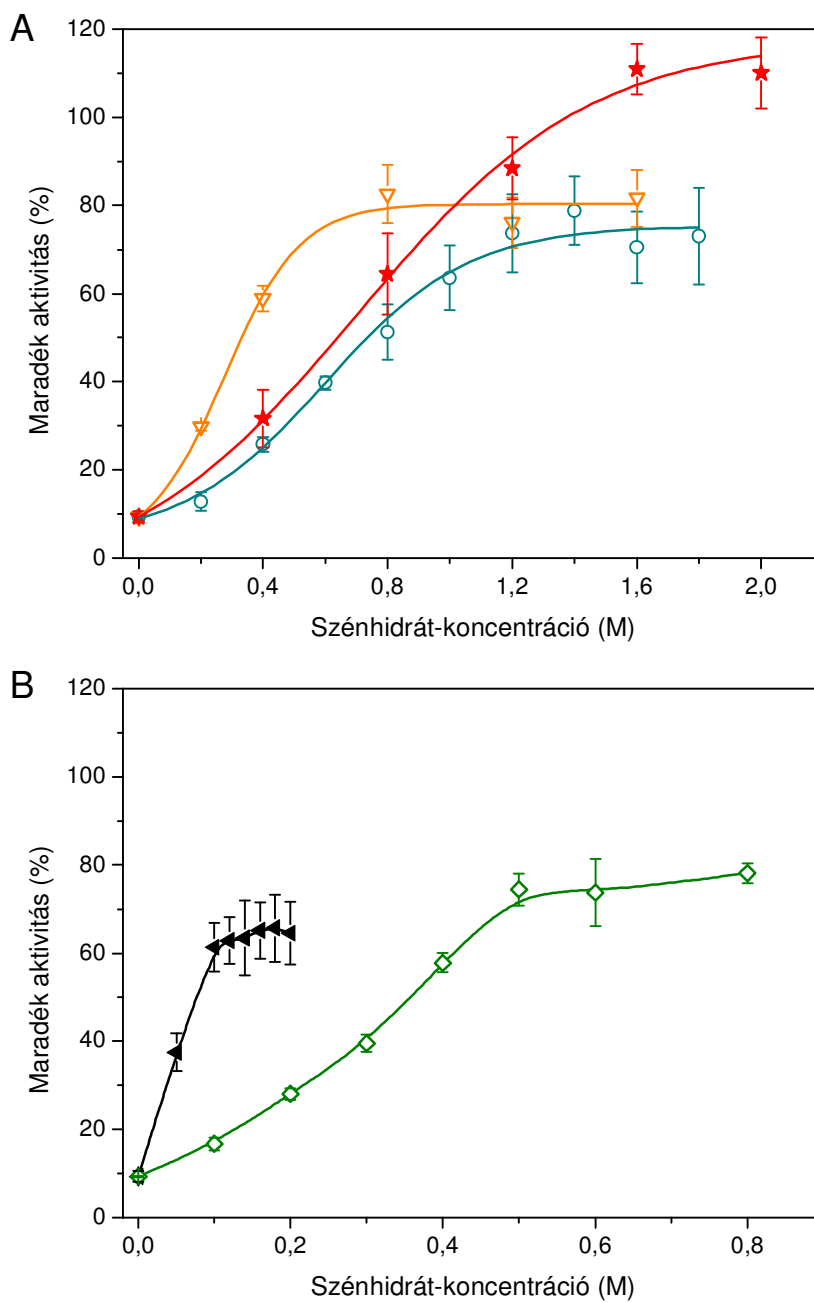 A
120
100
80
60
40
20
0
Maradék aktivitás (%)
0,0 0,4 0,8 1,2 1,6 2,0
Szénhidrát-koncentráció (M)
B
120
100
80
60
40
20
0
Maradék aktivitás (%)
0,0 0,2 0,4 0,6 0,8
Szénhidrát-koncentráció (M)